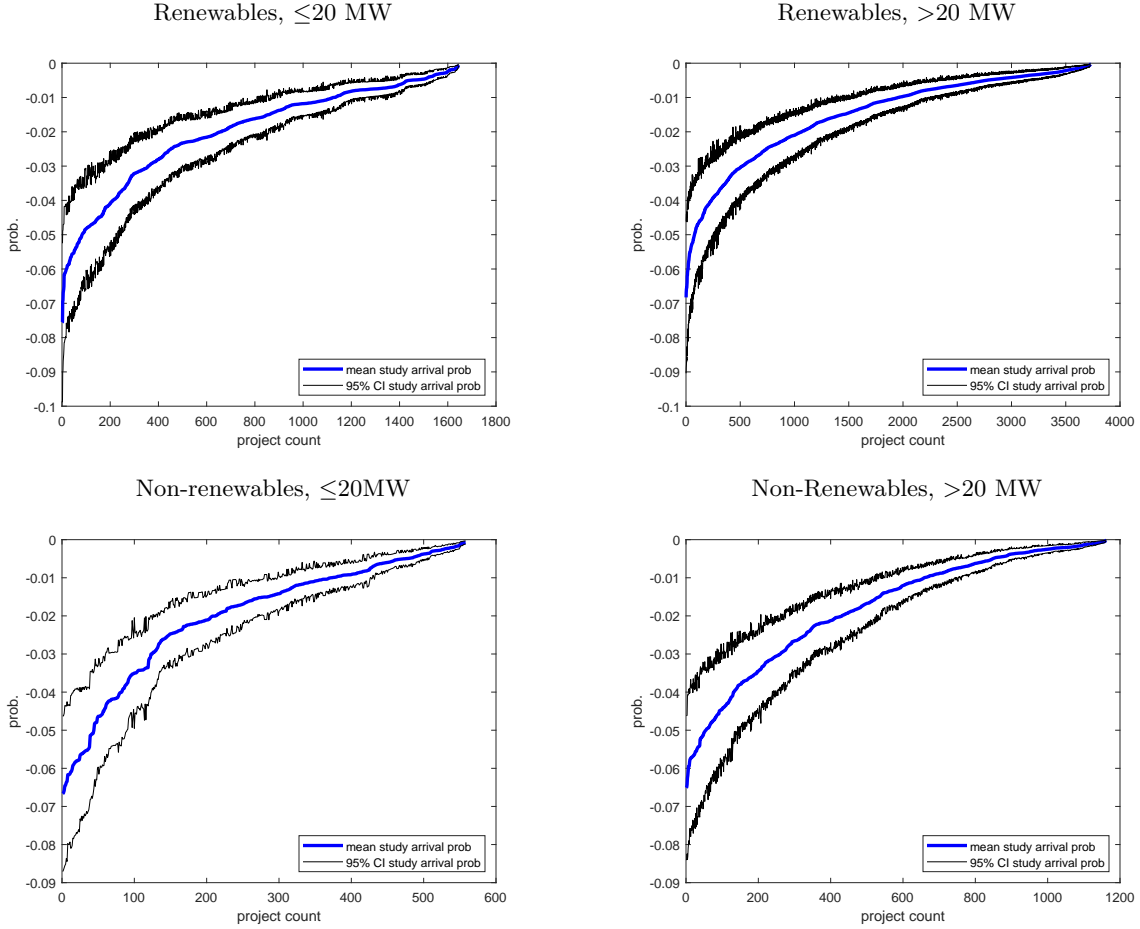 Renewables, ≤20 MW
0
-0.01
-0.02
-0.03
-0.04
-0.05
-0.06
-0.07
-0.08
-0.09
-0.1
prob.
mean study arrival prob
95% CI study arrival prob
0 200 400 600 800 1000 1200 1400 1600 1800
project count
Renewables, >20 MW
0
-0.01
-0.02
-0.03
-0.04
-0.05
-0.06
-0.07
-0.08
-0.09
-0.1
prob.
mean study arrival prob
95% CI study arrival prob
0 500 1000 1500 2000 2500 3000 3500 4000
project count
Non-renewables, ≤20MW
0
-0.01
-0.02
-0.03
-0.04
-0.05
-0.06
-0.07
-0.08
-0.09
prob.
mean study arrival prob
95% CI study arrival prob
0 100 200 300 400 500 600
project count
Non-Renewables, >20 MW
0
-0.01
-0.02
-0.03
-0.04
-0.05
-0.06
-0.07
-0.08
-0.09
prob.
mean study arrival prob
95% CI study arrival prob
0 200 400 600 800 1000 1200
project count